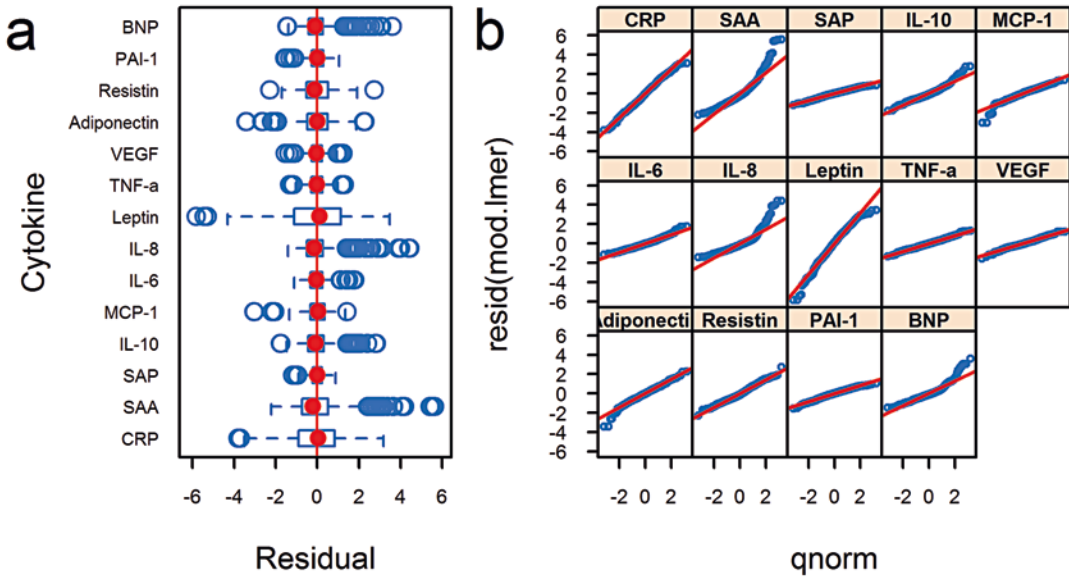 a
Cytokine
BNP
PAI-1
Resistin
Adiponectin
VEGF
TNF-a
Leptin
IL-8
IL-6
MCP-1
IL-10
SAP
SAA
CRP
-6 -4 -2 0 2 4 6
Residual
b
resid(mod.lmer)
CRP SAA SAP IL-10 MCP-1
6
4
2
0
-2
-4
-6
IL-6 IL-8 Leptin TNF-a VEGF
6
4
2
0
-2
-4
-6
Adiponecti Resistin PAI-1 BNP
6
4
2
0
-2
-4
-6
-2 0 2 -2 0 2 -2 0 2 -2 0 2
qnorm